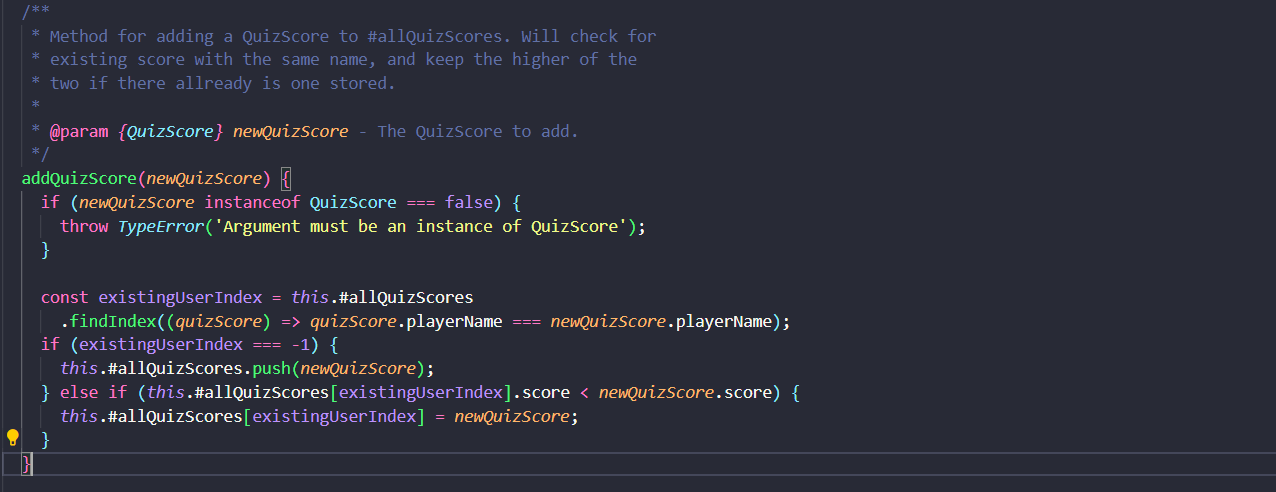 /**
 * Method for adding a QuizScore to #allQuizScores. Will check for
 * existing score with the same name, and keep the higher of the
 * two if there allready is one stored.
 *
 * @param {QuizScore} newQuizScore - The QuizScore to add.
 */
addQuizScore(newQuizScore) {
  if (newQuizScore instanceof QuizScore === false) {
    throw TypeError('Argument must be an instance of QuizScore');
  }

  const existingUserIndex = this.#allQuizScores
    .findIndex((quizScore) => quizScore.playerName === newQuizScore.playerName);
  if (existingUserIndex === -1) {
    this.#allQuizScores.push(newQuizScore);
  } else if (this.#allQuizScores[existingUserIndex].score < newQuizScore.score) {
    this.#allQuizScores[existingUserIndex] = newQuizScore;
  }
}